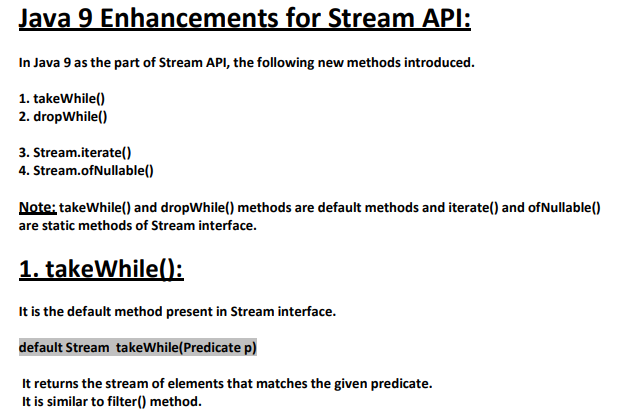 Java 9 Enhancements for Stream API:
In Java 9 as the part of Stream API, the following new methods introduced.
1. takeWhile()
2. dropWhile()
3. Stream.iterate()
4. Stream.ofNullable()
Note: takeWhile() and dropWhile() methods are default methods and iterate() and ofNullable()
are static methods of Stream interface.
1. takeWhile():
It is the default method present in Stream interface.
default Stream takeWhile(Predicate p)
It returns the stream of elements that matches the given predicate.
It is similar to filter() method.